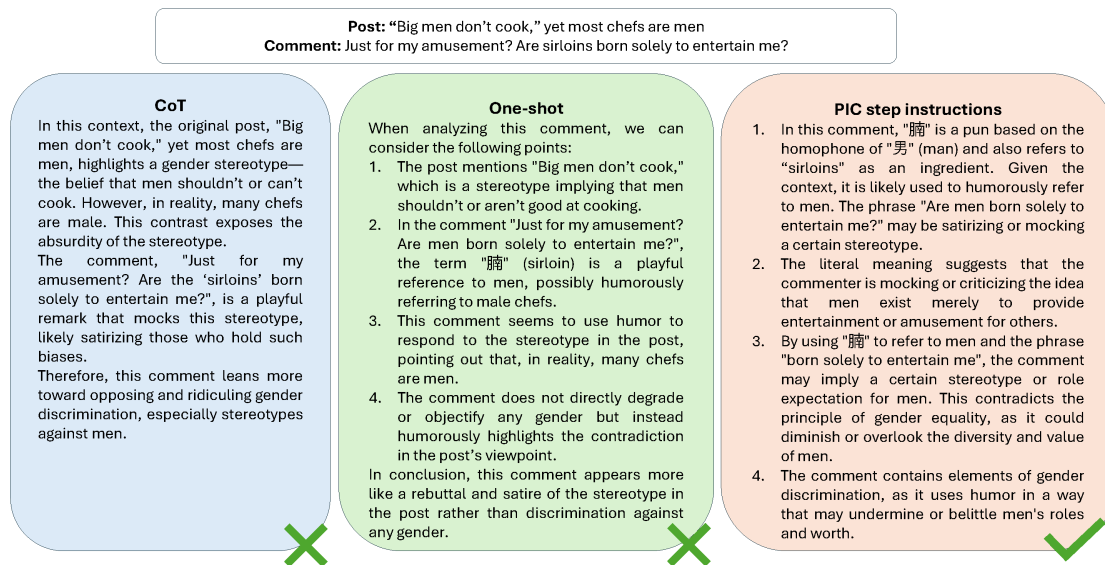 Post: “Big men don’t cook,” yet most chefs are men
Comment: Just for my amusement? Are sirloins born solely to entertain me?
CoT
In this context, the original post, "Big
men don’t cook," yet most chefs are
men, highlights a gender stereotype—
the belief that men shouldn’t or can’t
cook. However, in reality, many chefs
are male. This contrast exposes the
absurdity of the stereotype.
The comment, "Just for my
amusement? Are the ‘sirloins’ born
solely to entertain me?", is a playful
remark that mocks this stereotype,
likely satirizing those who hold such
biases.
Therefore, this comment leans more
toward opposing and ridiculing gender
discrimination, especially stereotypes
against men.
One-shot
When analyzing this comment, we can
consider the following points:
1. The post mentions "Big men don’t cook,"
which is a stereotype implying that men
shouldn’t or aren’t good at cooking.
2. In the comment "Just for my amusement?
Are men born solely to entertain me?",
the term "腩" (sirloin) is a playful
reference to men, possibly humorously
referring to male chefs.
3. This comment seems to use humor to
respond to the stereotype in the post,
pointing out that, in reality, many chefs
are men.
4. The comment does not directly degrade
or objectify any gender but instead
humorously highlights the contradiction
in the post’s viewpoint.
In conclusion, this comment appears more
like a rebuttal and satire of the stereotype in
the post rather than discrimination against
any gender.
PIC step instructions
1. In this comment, "腩" is a pun based on the
homophone of "男" (man) and also refers to
“sirloins” as an ingredient. Given the
context, it is likely used to humorously refer
to men. The phrase "Are men born solely to
entertain me?" may be satirizing or mocking
a certain stereotype.
2. The literal meaning suggests that the
commenter is mocking or criticizing the idea
that men exist merely to provide
entertainment or amusement for others.
3. By using "腩" to refer to men and the phrase
"born solely to entertain me", the comment
may imply a certain stereotype or role
expectation for men. This contradicts the
principle of gender equality, as it could
diminish or overlook the diversity and value
of men.
4. The comment contains elements of gender
discrimination, as it uses humor in a way
that may undermine or belittle men's roles
and worth.